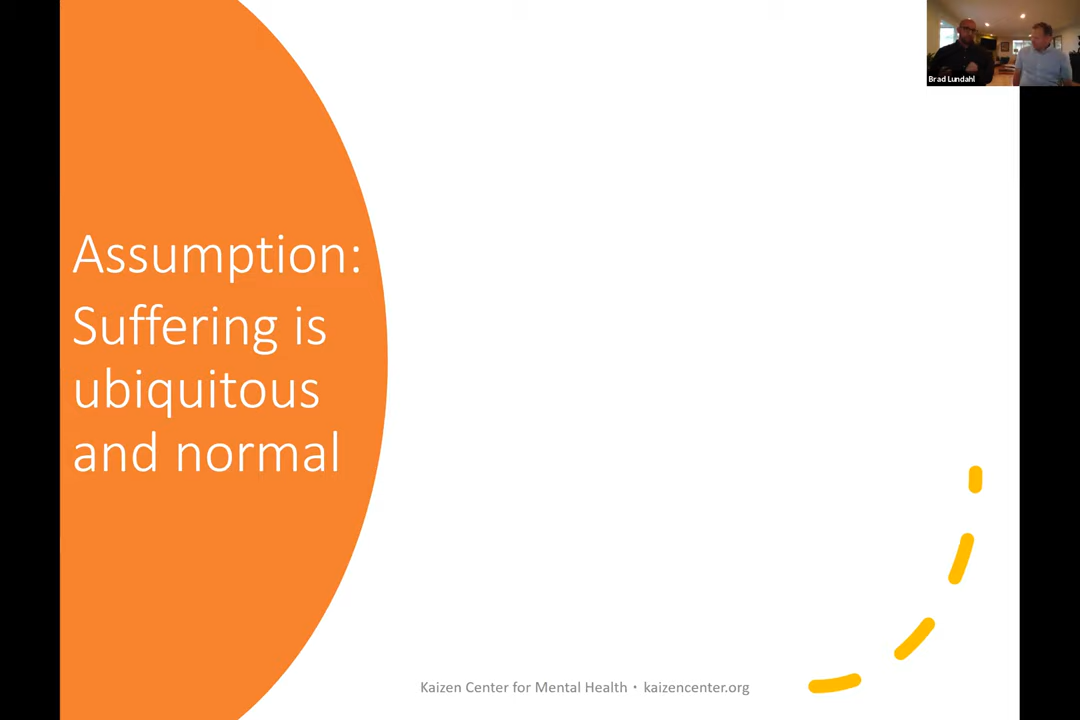 Brad Lundahl
Assumption:
Suffering is
ubiquitous
and normal
Kaizen Center for Mental Health • kaizencenter.org